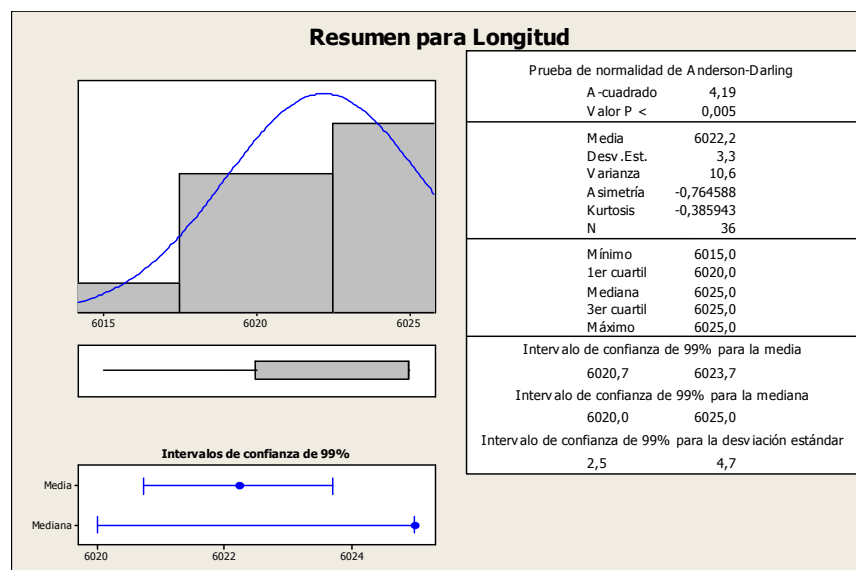 Resumen para Longitud
6015 6020 6025
Intervalos de confianza de 99%
Media
Mediana
6020 6022 6024
Prueba de normalidad de Anderson-Darling
A-cuadrado 4,19
Valor P < 0,005
Media 6022,2
Desv.Est. 3,3
Varianza 10,6
Asimetría -0,764588
Kurtosis -0,385943
N 36
Mínimo 6015,0
1er cuartil 6020,0
Mediana 6025,0
3er cuartil 6025,0
Máximo 6025,0
Intervalo de confianza de 99% para la media
6020,7 6023,7
Intervalo de confianza de 99% para la mediana
6020,0 6025,0
Intervalo de confianza de 99% para la desviación estándar
2,5 4,7